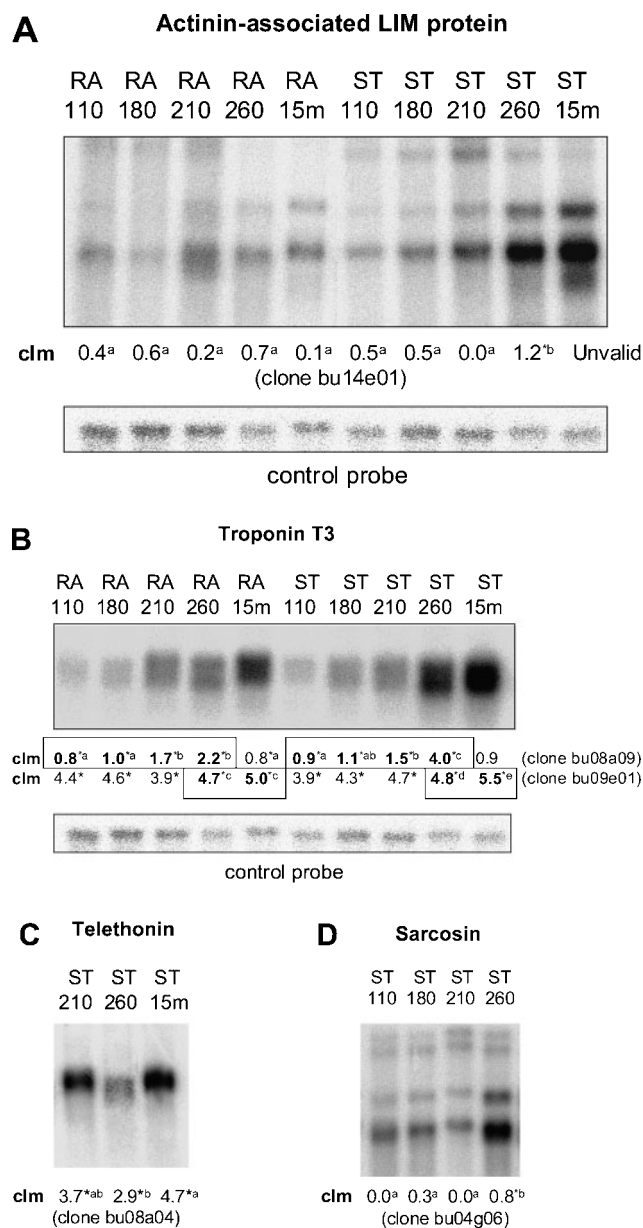 A Actinin-associated LIM protein
RA RA RA RA RA ST ST ST ST ST
110 180 210 260 15m 110 180 210 260 15m
clm 0.4ᵃ 0.6ᵃ 0.2ᵃ 0.7ᵃ 0.1ᵃ 0.5ᵃ 0.5ᵃ 0.0ᵃ 1.2*ᵇ Unvalid
(clone bu14e01)
control probe
B Troponin T3
RA RA RA RA RA ST ST ST ST ST
110 180 210 260 15m 110 180 210 260 15m
clm 0.8*ᵃ 1.0*ᵃ 1.7*ᵇ 2.2*ᵇ 0.8*ᵃ 0.9*ᵃ 1.1*ᵃᵇ 1.5*ᵇ 4.0*ᶜ 0.9 (clone bu08a09)
clm 4.4* 4.6* 3.9* 4.7*ᶜ 5.0*ᶜ 3.9* 4.3* 4.7* 4.8*ᵈ 5.5*ᵉ (clone bu09e01)
control probe
C Telethonin
ST ST ST
210 260 15m
clm 3.7*ᵃᵇ 2.9*ᵇ 4.7*ᵃ
(clone bu08a04)
D Sarcosin
ST ST ST ST
110 180 210 260
clm 0.0ᵃ 0.3ᵃ 0.0ᵃ 0.8*ᵇ
(clone bu04g06)